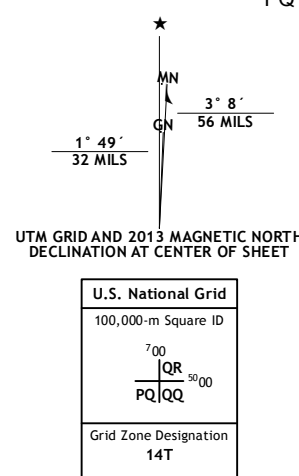 PQ
★
MN
GN
3° 8´
56 MILS
1° 49´
32 MILS
UTM GRID AND 2013 MAGNETIC NORTH
DECLINATION AT CENTER OF SHEET
U.S. National Grid
100,000-m Square ID
⁷00
QR
⁵⁰00
PQ QQ
Grid Zone Designation
14T